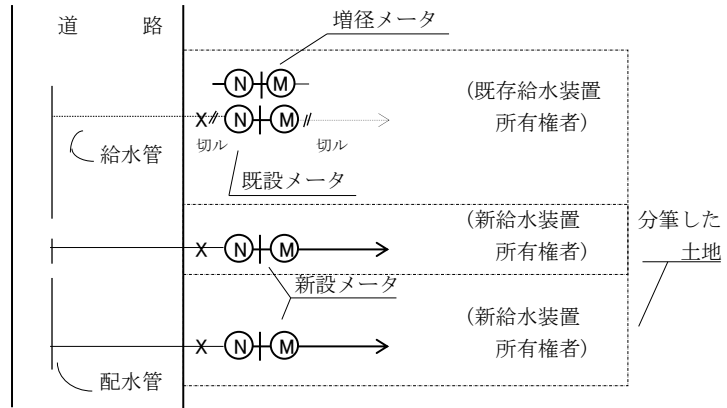 道　路
増径メータ
N M
(既存給水装置
所有権者)
X N M
切ル 切ル
給水管
既設メータ
(新給水装置
所有権者)
分筆した
土地
X N M
新設メータ
(新給水装置
所有権者)
X N M
配水管